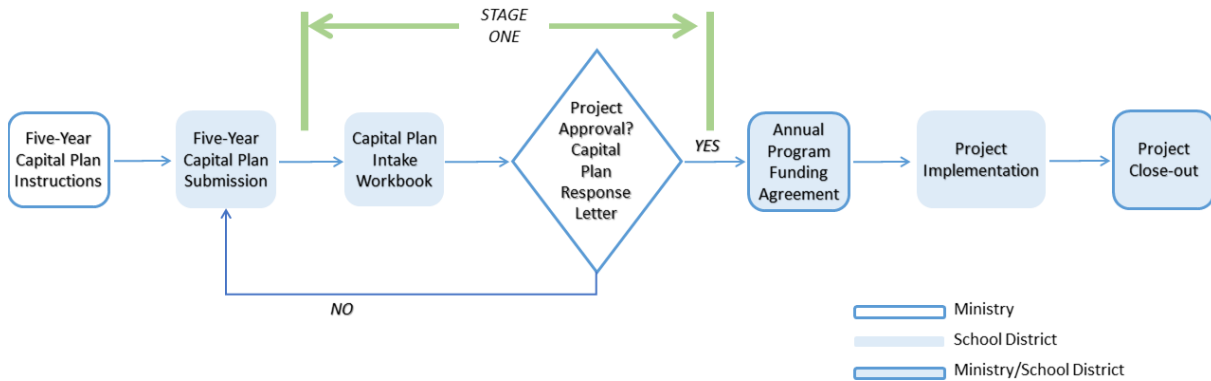 STAGE
ONE
Five-Year
Capital Plan
Instructions
Five-Year
Capital Plan
Submission
Capital Plan
Intake
Workbook
Project
Approval?
Capital
Plan
Response
Letter
YES
Annual
Program
Funding
Agreement
Project
Implementation
Project
Close-out
NO
Ministry
School District
Ministry/School District